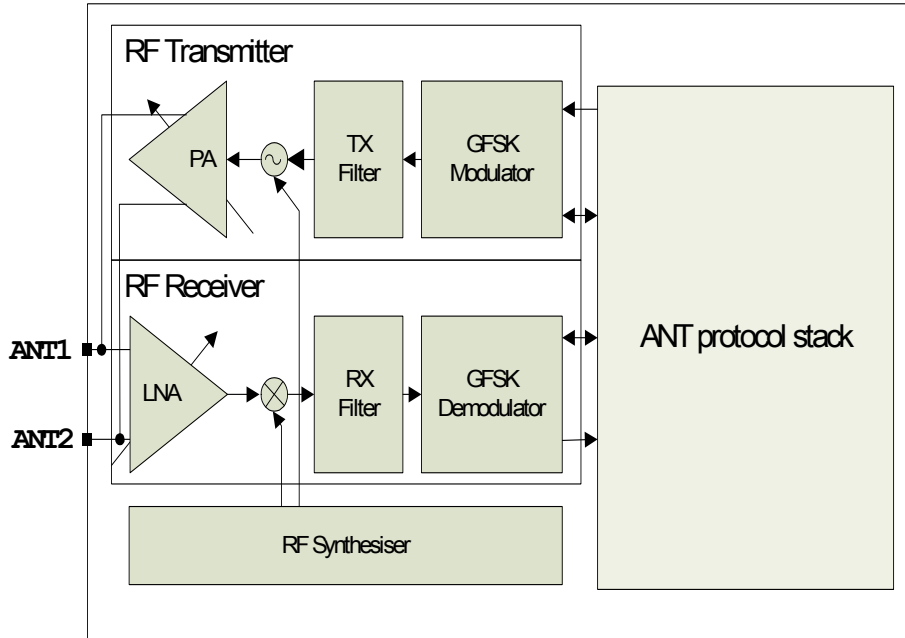 RF Transmitter
PA
TX
Filter
GFSK
Modulator
RF Receiver
ANT1
LNA
RX
Filter
GFSK
Demodulator
ANT protocol stack
ANT2
RF Synthesiser